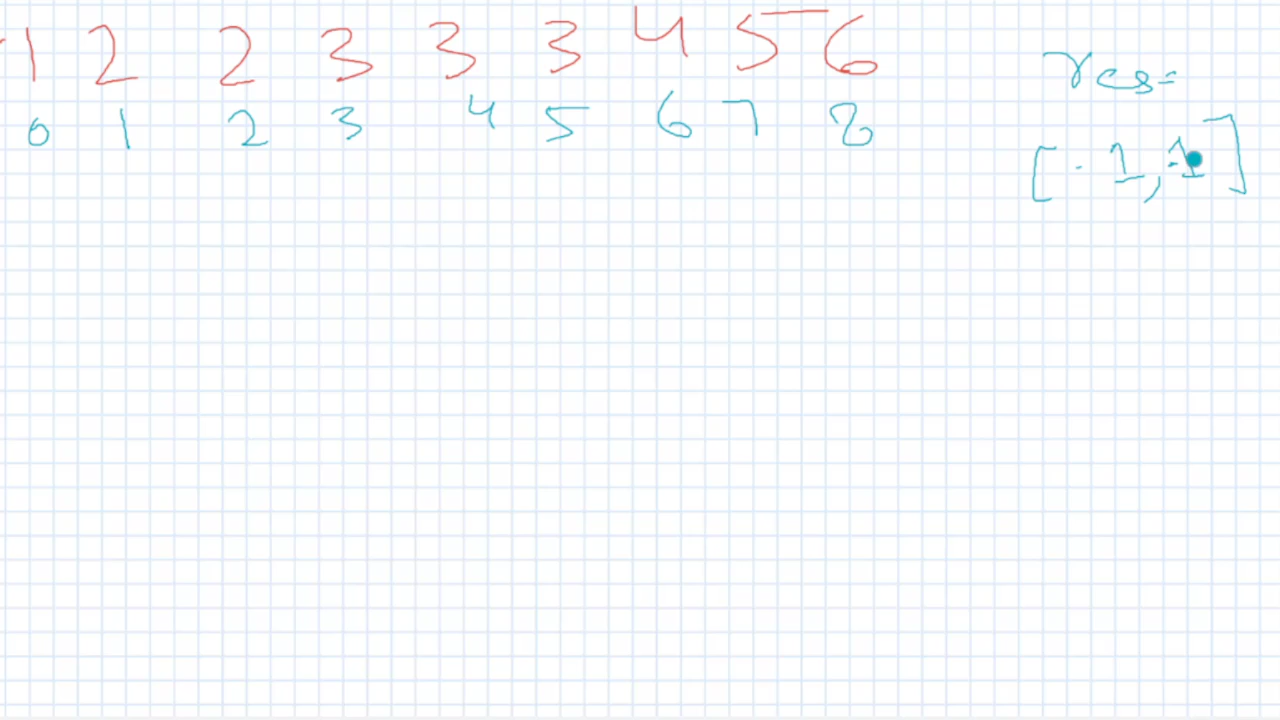 1 2 2 3 3 3 4 5 6
0 1 2 3 4 5 6 7 8
res=
[-1,-1]